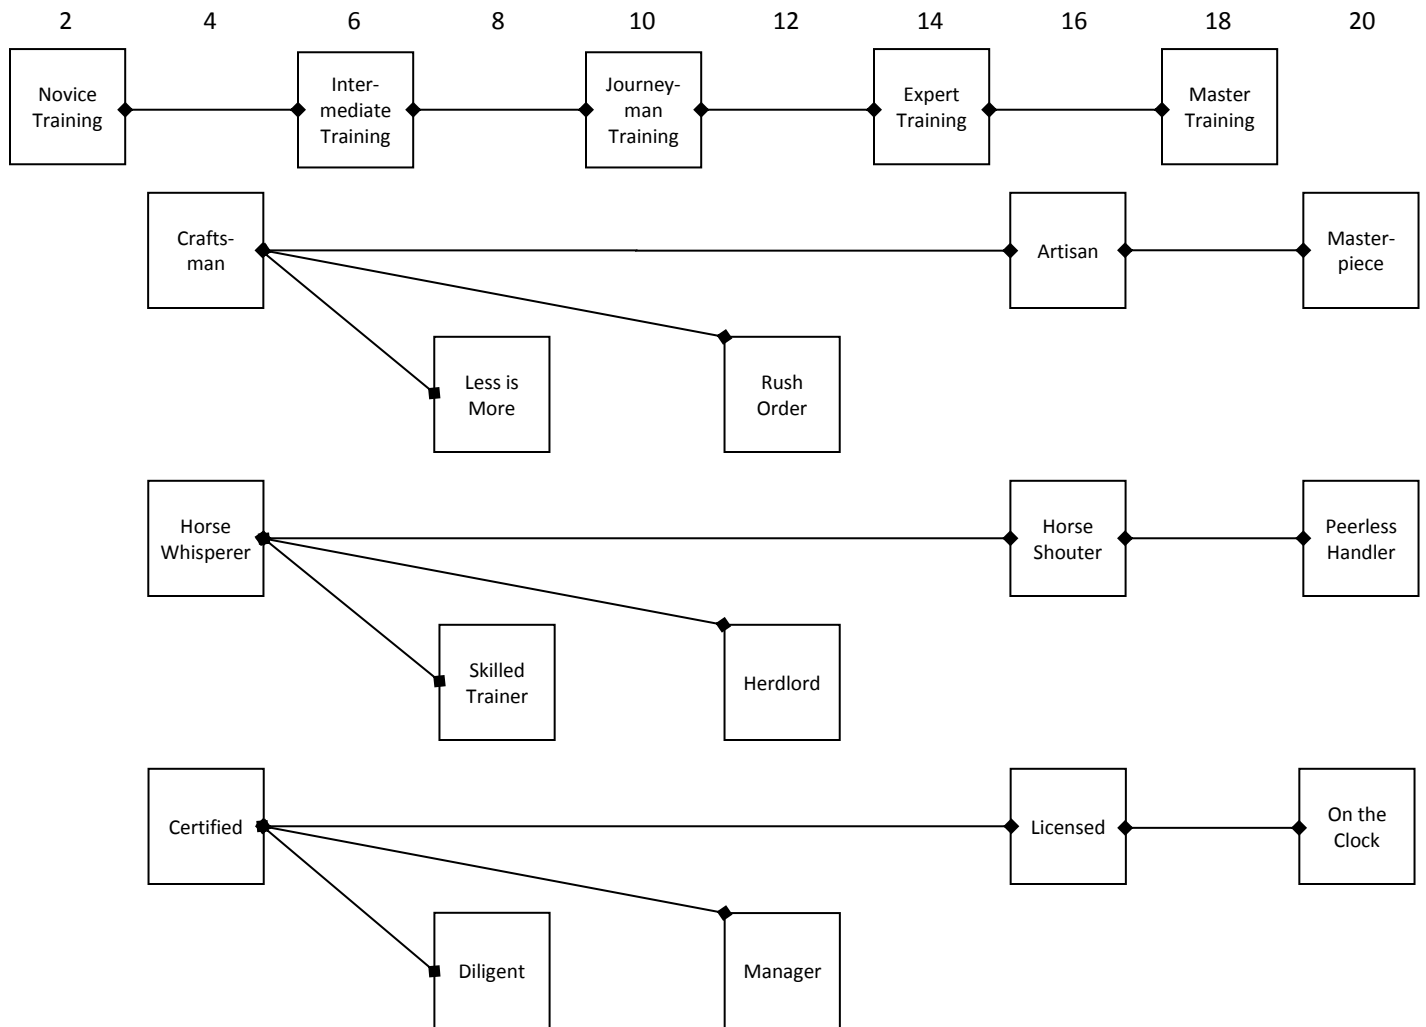 2 4 6 8 10 12 14 16 18 20
Novice
Training
Inter-
mediate
Training
Journey-
man
Training
Expert
Training
Master
Training
Crafts-
man
Artisan
Master-
piece
Less is
More
Rush
Order
Horse
Whisperer
Horse
Shouter
Peerless
Handler
Skilled
Trainer
Herdlord
Certified
Licensed
On the
Clock
Diligent
Manager